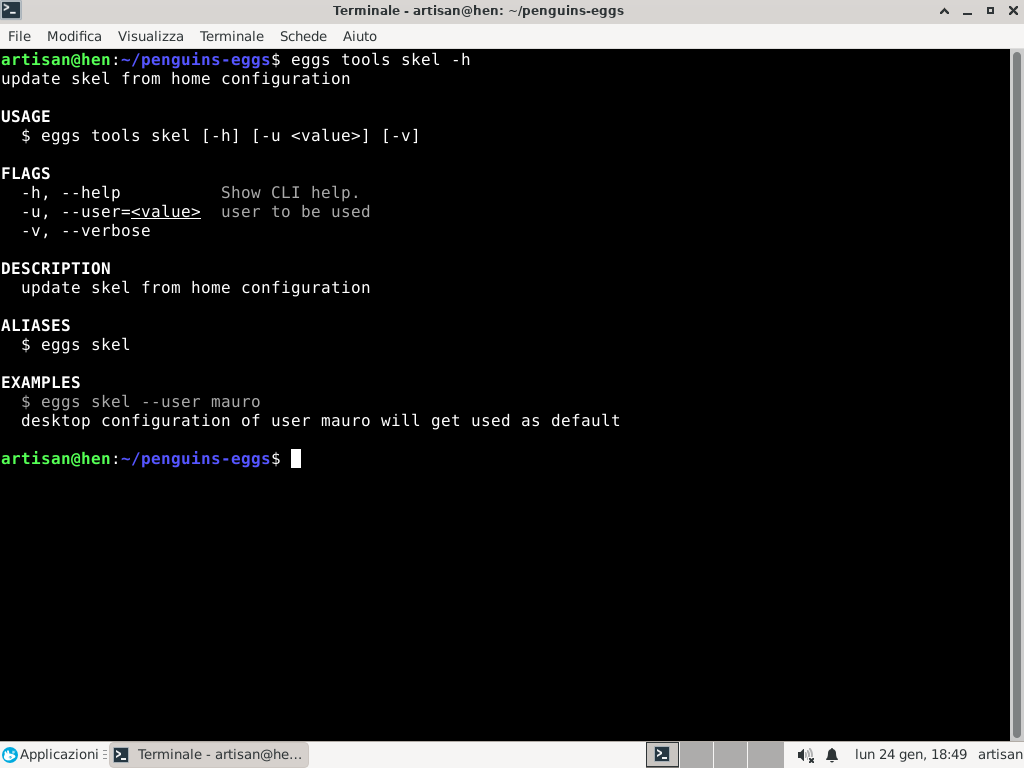 Terminale - artisan@hen: ~/penguins-eggs
File Modifica Visualizza Terminale Schede Aiuto
artisan@hen:~/penguins-eggs$ eggs tools skel -h
update skel from home configuration
USAGE
$ eggs tools skel [-h] [-u <value>] [-v]
FLAGS
-h, --help Show CLI help.
-u, --user=<value> user to be used
-v, --verbose
DESCRIPTION
update skel from home configuration
ALIASES
$ eggs skel
EXAMPLES
$ eggs skel --user mauro
desktop configuration of user mauro will get used as default
artisan@hen:~/penguins-eggs$
Applicazioni Terminale - artisan@he... lun 24 gen, 18:49 artisan